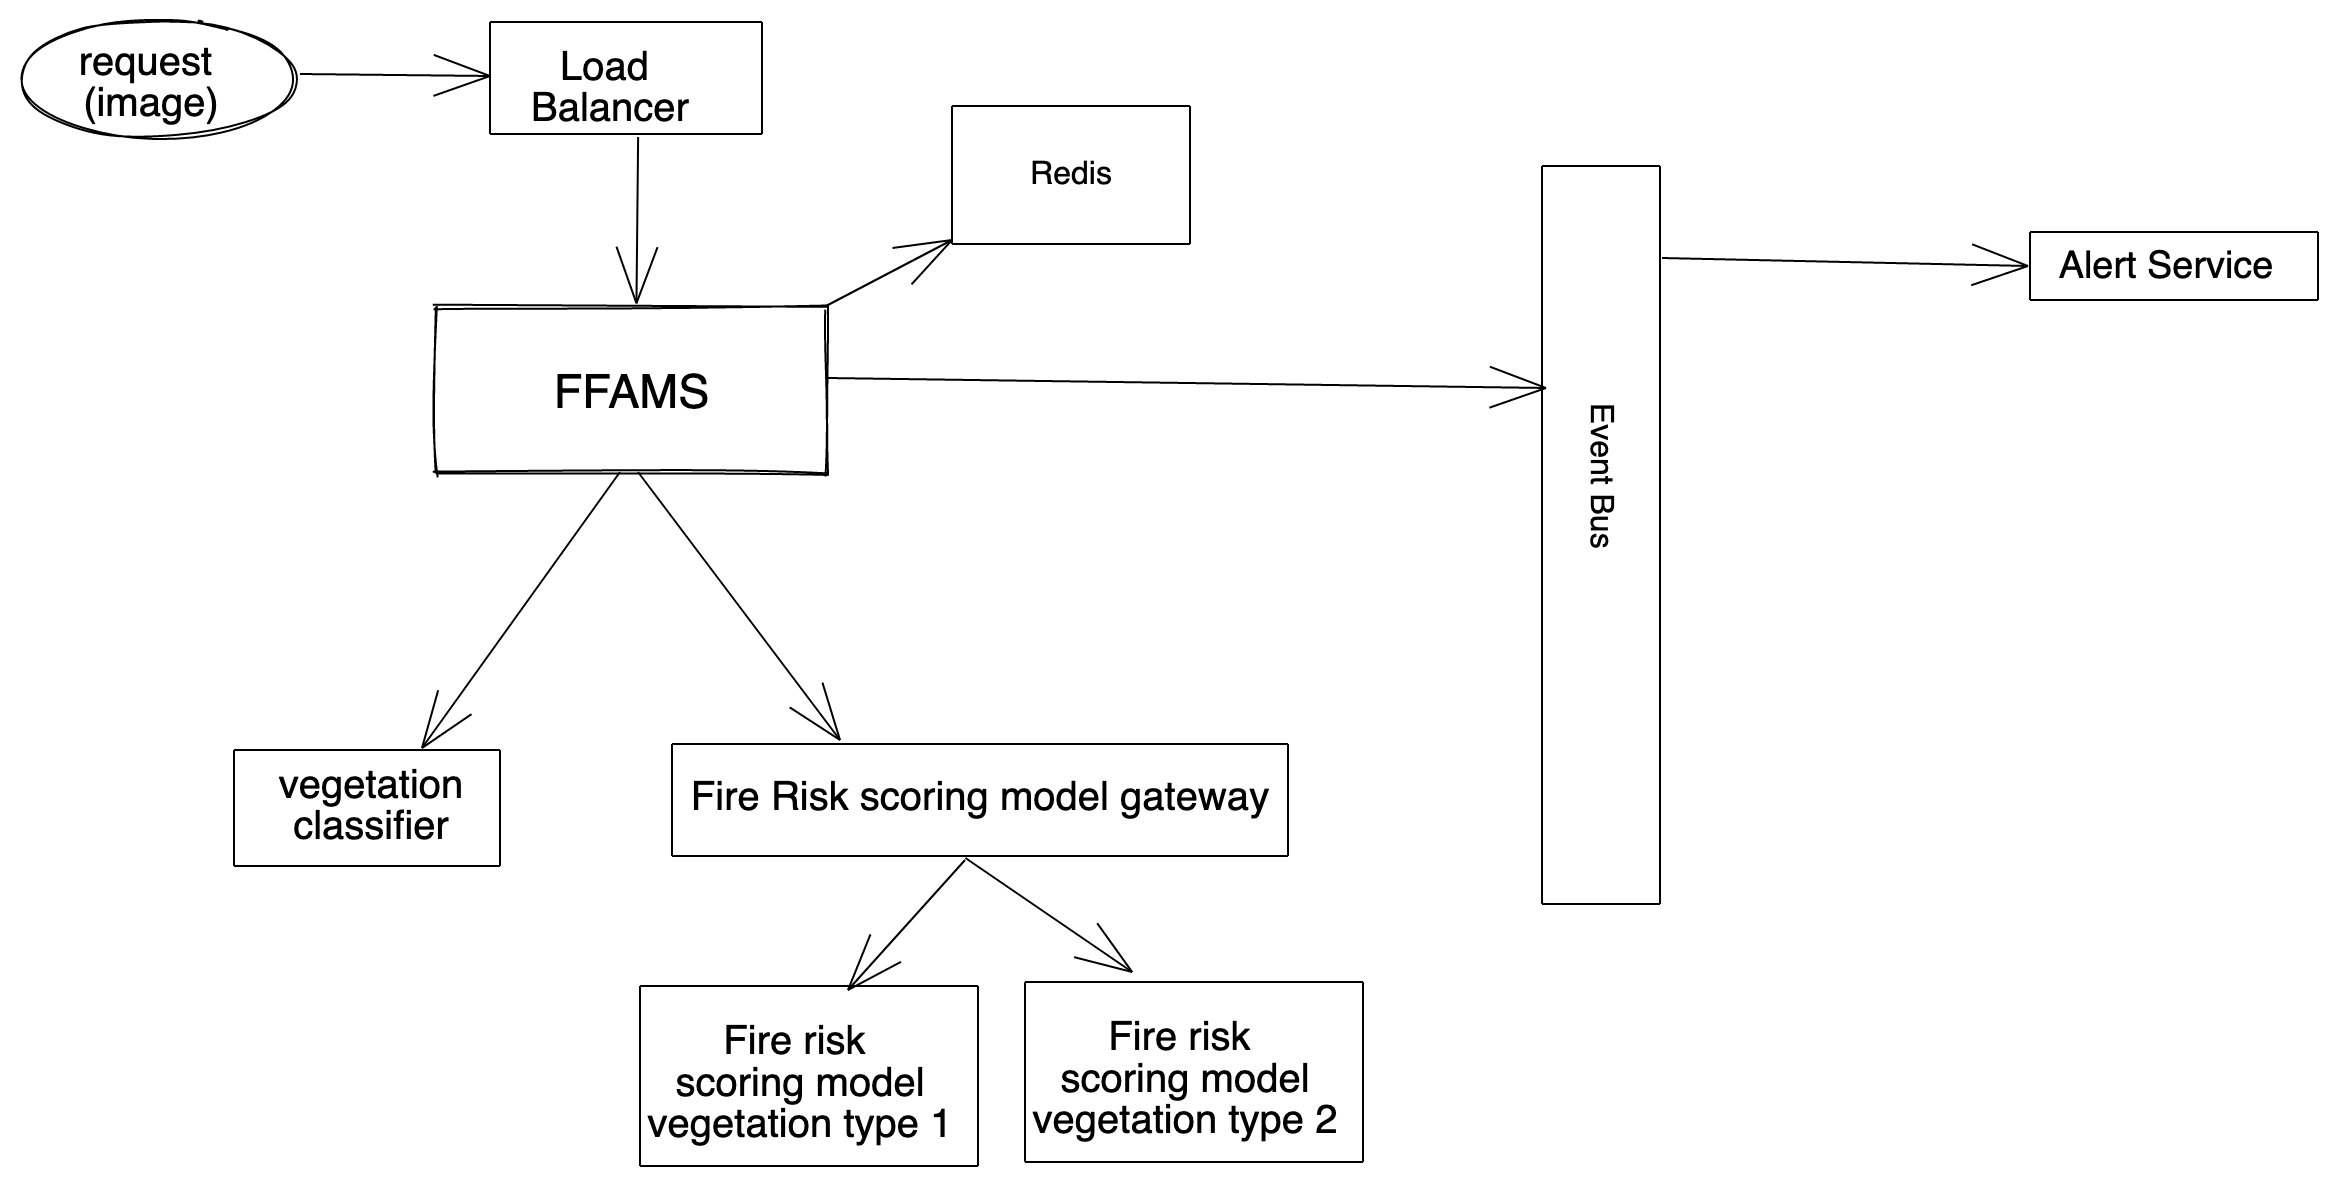 request
(image)
Load
Balancer
Redis
Alert Service
FFAMS
Event Bus
vegetation
classifier
Fire Risk scoring model gateway
Fire risk
scoring model
vegetation type 1
Fire risk
scoring model
vegetation type 2